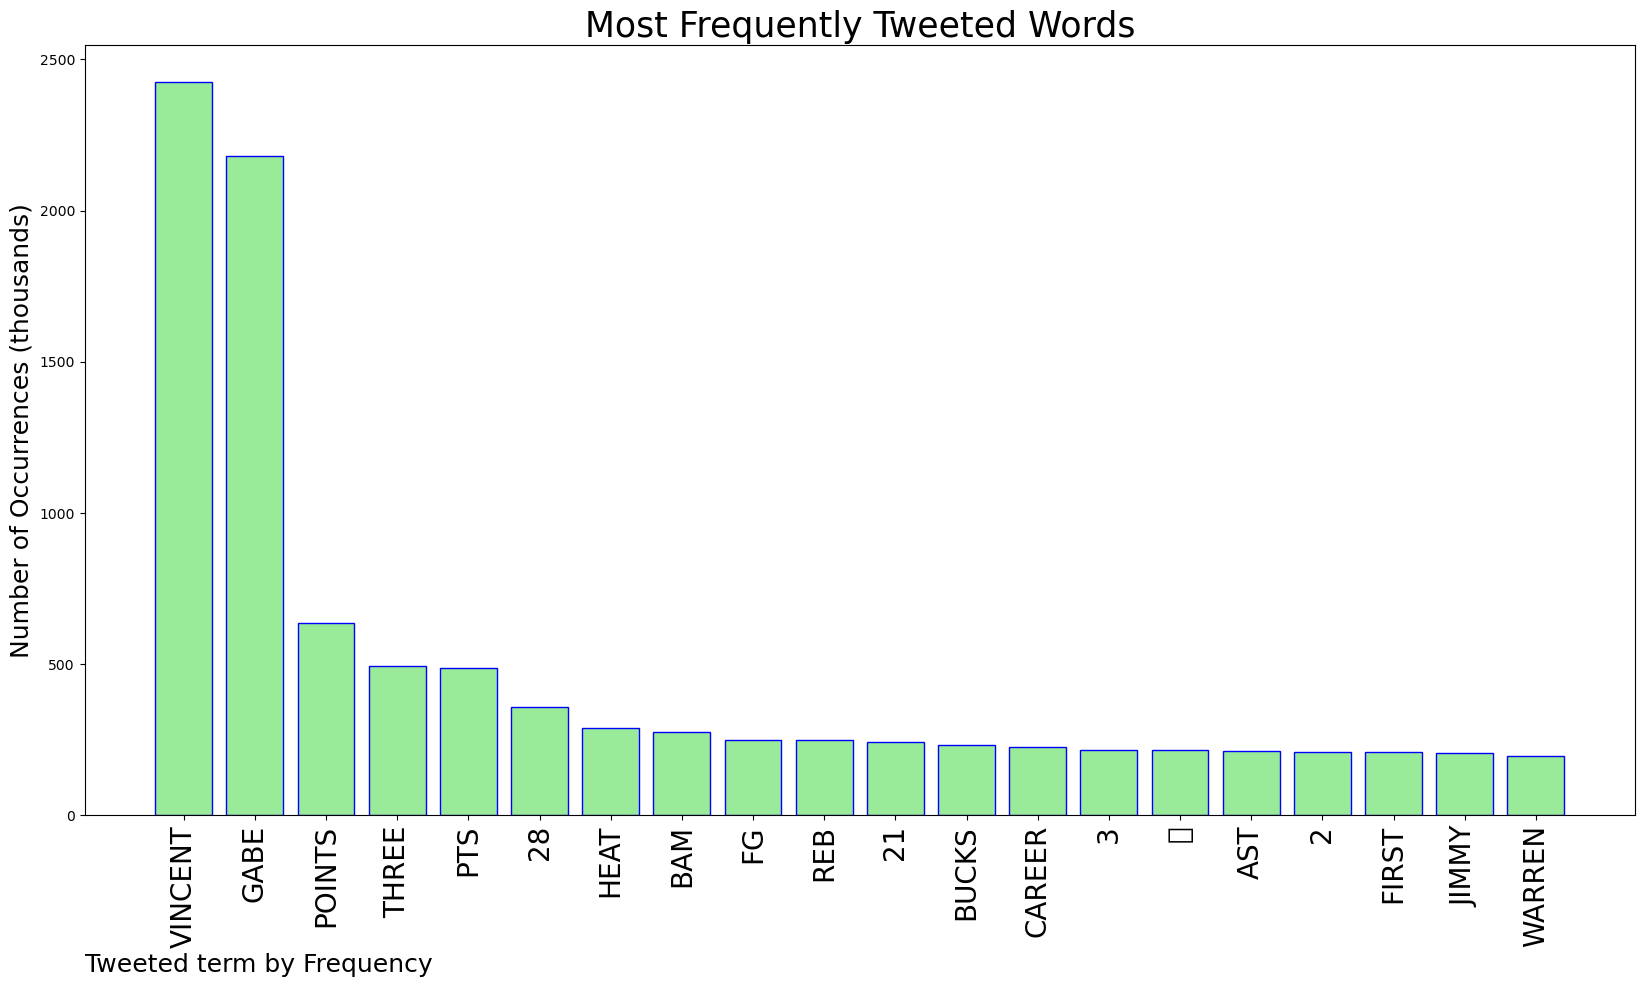 Most Frequently Tweeted Words
Number of Occurrences (thousands)
2500
2000
1500
1000
500
0
VINCENT
GABE
POINTS
THREE
PTS
28
HEAT
BAM
FG
REB
21
BUCKS
CAREER
3
AST
2
FIRST
JIMMY
WARREN
Tweeted term by Frequency